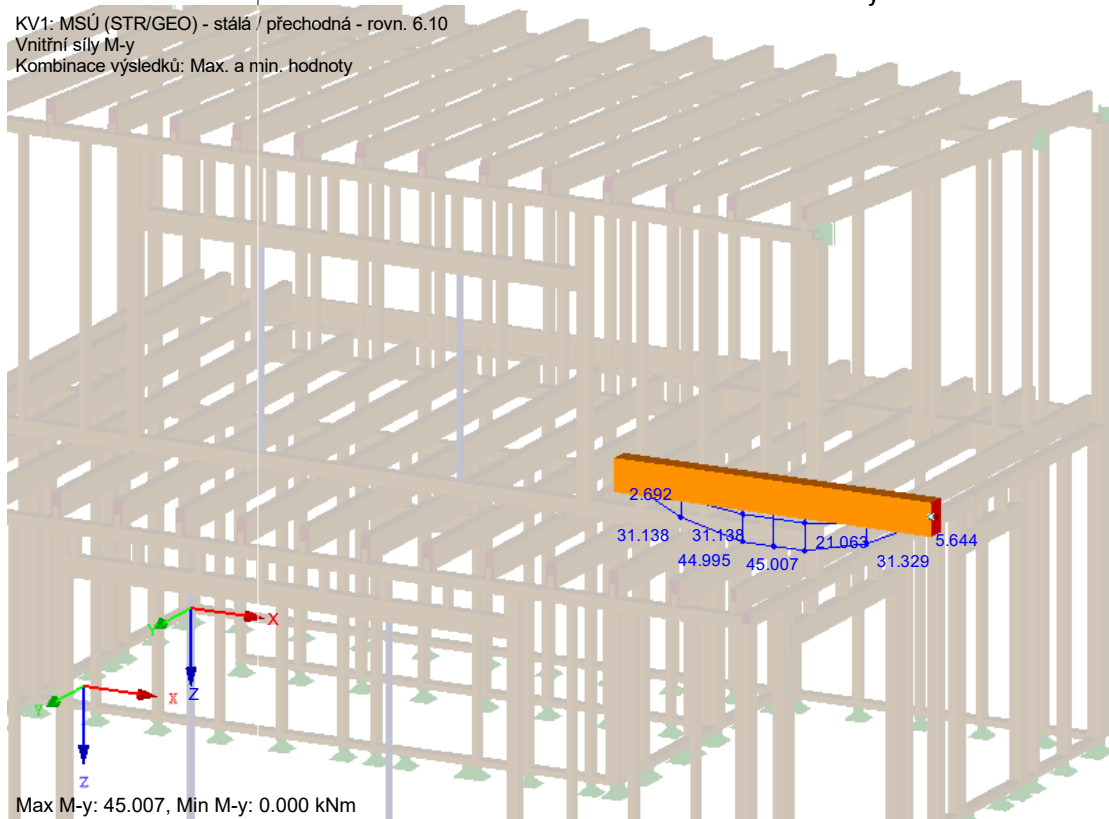 KV1: MSÚ (STR/GEO) - stálá / přechodná - rovn. 6.10
Vnitřní síly M-y
Kombinace výsledků: Max. a min. hodnoty
2.692
31.138
31.138
21.063
5.644
44.995
45.007
31.329
X
Y
Z
X
Y
Z
Max M-y: 45.007, Min M-y: 0.000 kNm